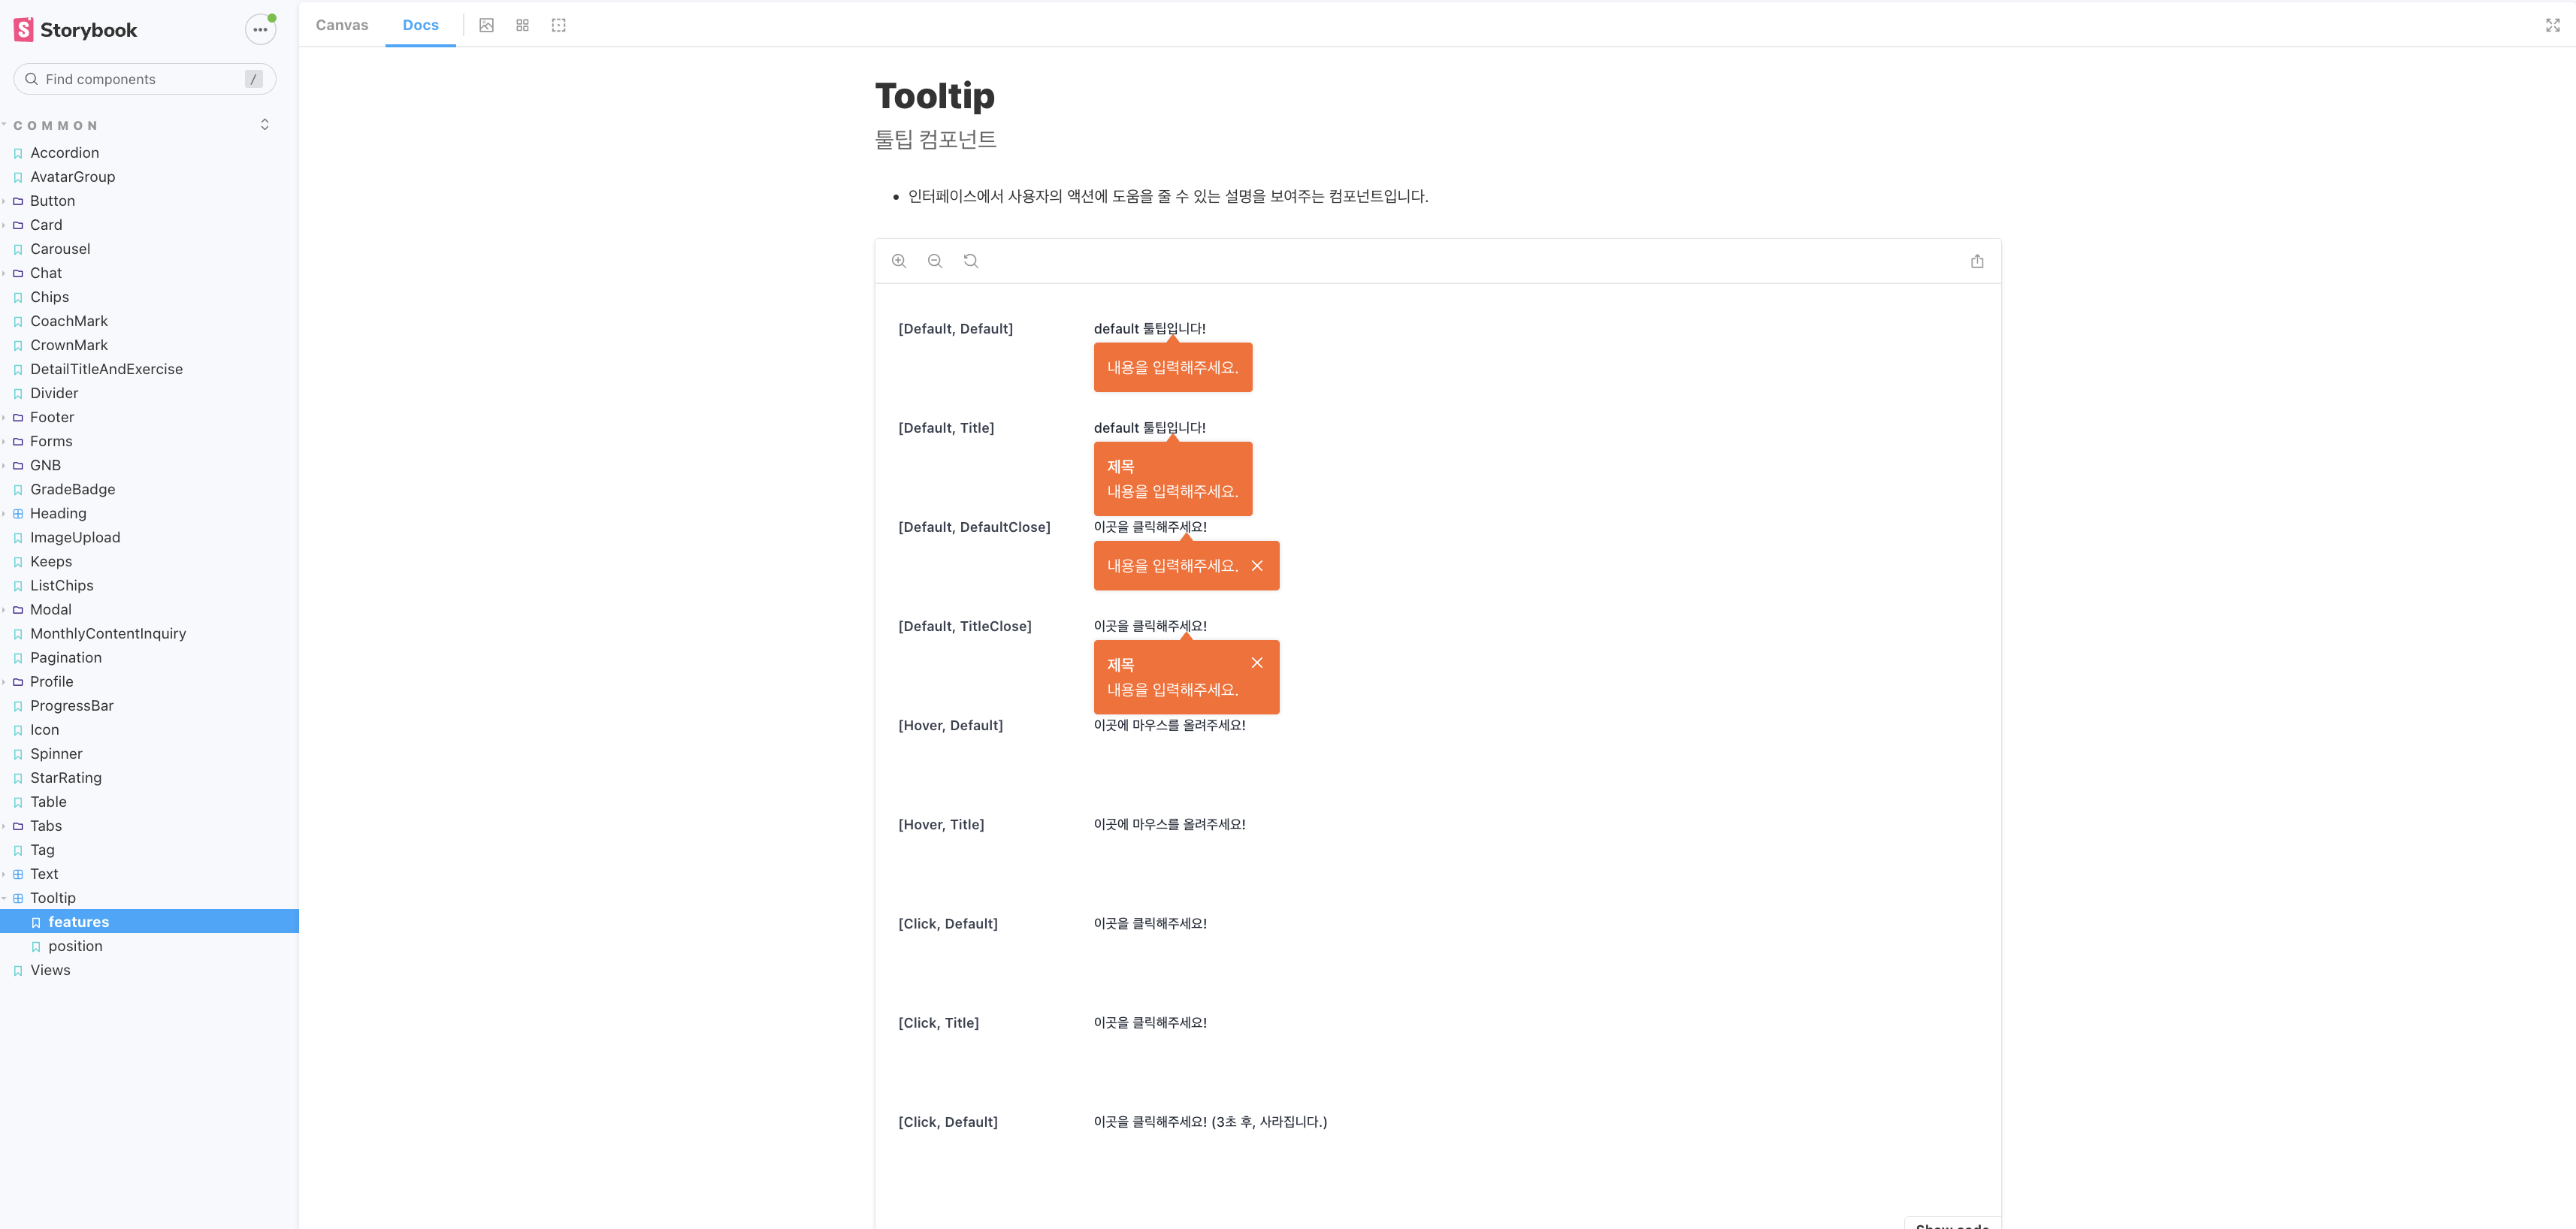 Storybook
Find components
/
COMMON
Accordion
AvatarGroup
Button
Card
Carousel
Chat
Chips
CoachMark
CrownMark
DetailTitleAndExercise
Divider
Footer
Forms
GNB
GradeBadge
Heading
ImageUpload
Keeps
ListChips
Modal
MonthlyContentInquiry
Pagination
Profile
ProgressBar
Icon
Spinner
StarRating
Table
Tabs
Tag
Text
Tooltip
features
position
Views
Canvas Docs
Tooltip
툴팁 컴포넌트
• 인터페이스에서 사용자의 액션에 도움을 줄 수 있는 설명을 보여주는 컴포넌트입니다.
[Default, Default] default 툴팁입니다!
내용을 입력해주세요.
[Default, Title] default 툴팁입니다!
제목
내용을 입력해주세요.
[Default, DefaultClose] 이곳을 클릭해주세요!
내용을 입력해주세요.
[Default, TitleClose] 이곳을 클릭해주세요!
제목
내용을 입력해주세요.
[Hover, Default] 이곳에 마우스를 올려주세요!
[Hover, Title] 이곳에 마우스를 올려주세요!
[Click, Default] 이곳을 클릭해주세요!
[Click, Title] 이곳을 클릭해주세요!
[Click, Default] 이곳을 클릭해주세요! (3초 후, 사라집니다.)
Show code